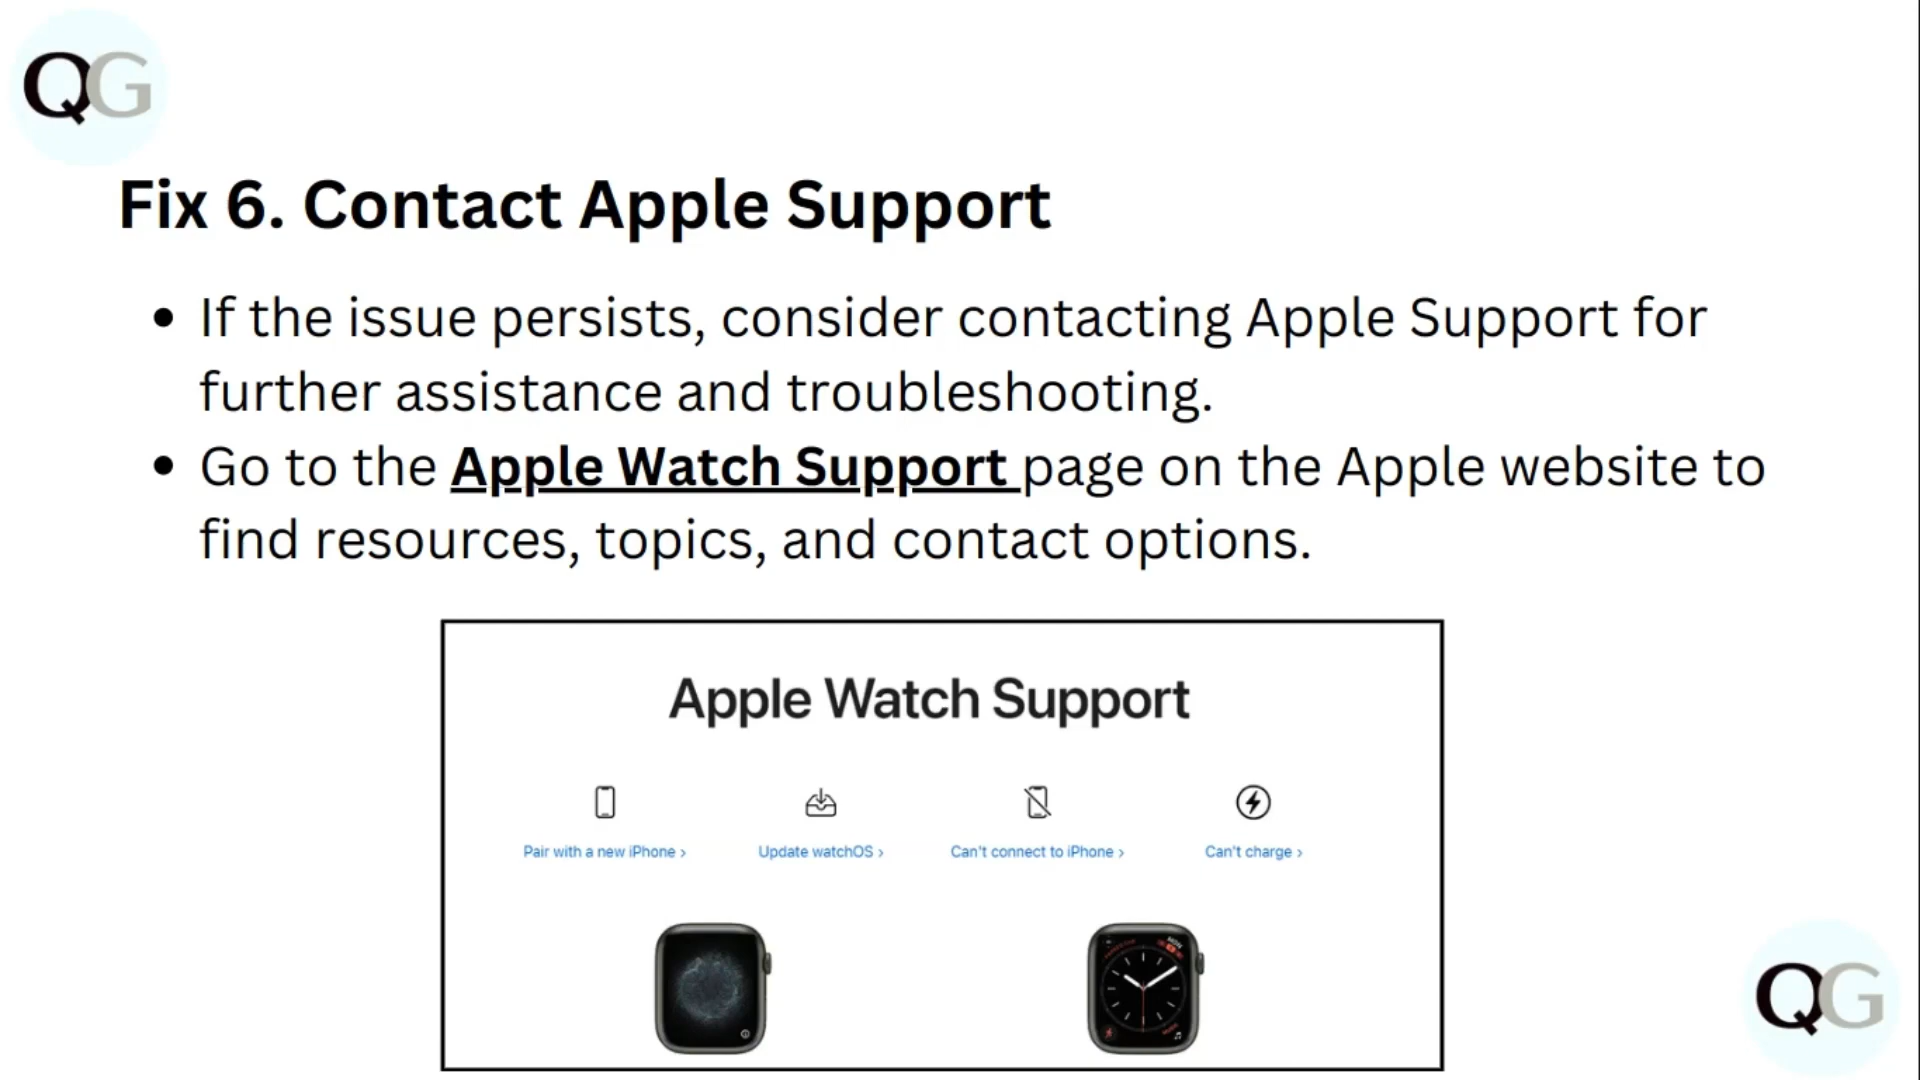 QG
Fix 6. Contact Apple Support
• If the issue persists, consider contacting Apple Support for
further assistance and troubleshooting.
• Go to the Apple Watch Support page on the Apple website to
find resources, topics, and contact options.
Apple Watch Support
Pair with a new iPhone >
Update watchOS >
Can't connect to iPhone >
Can't charge >
MON
QG